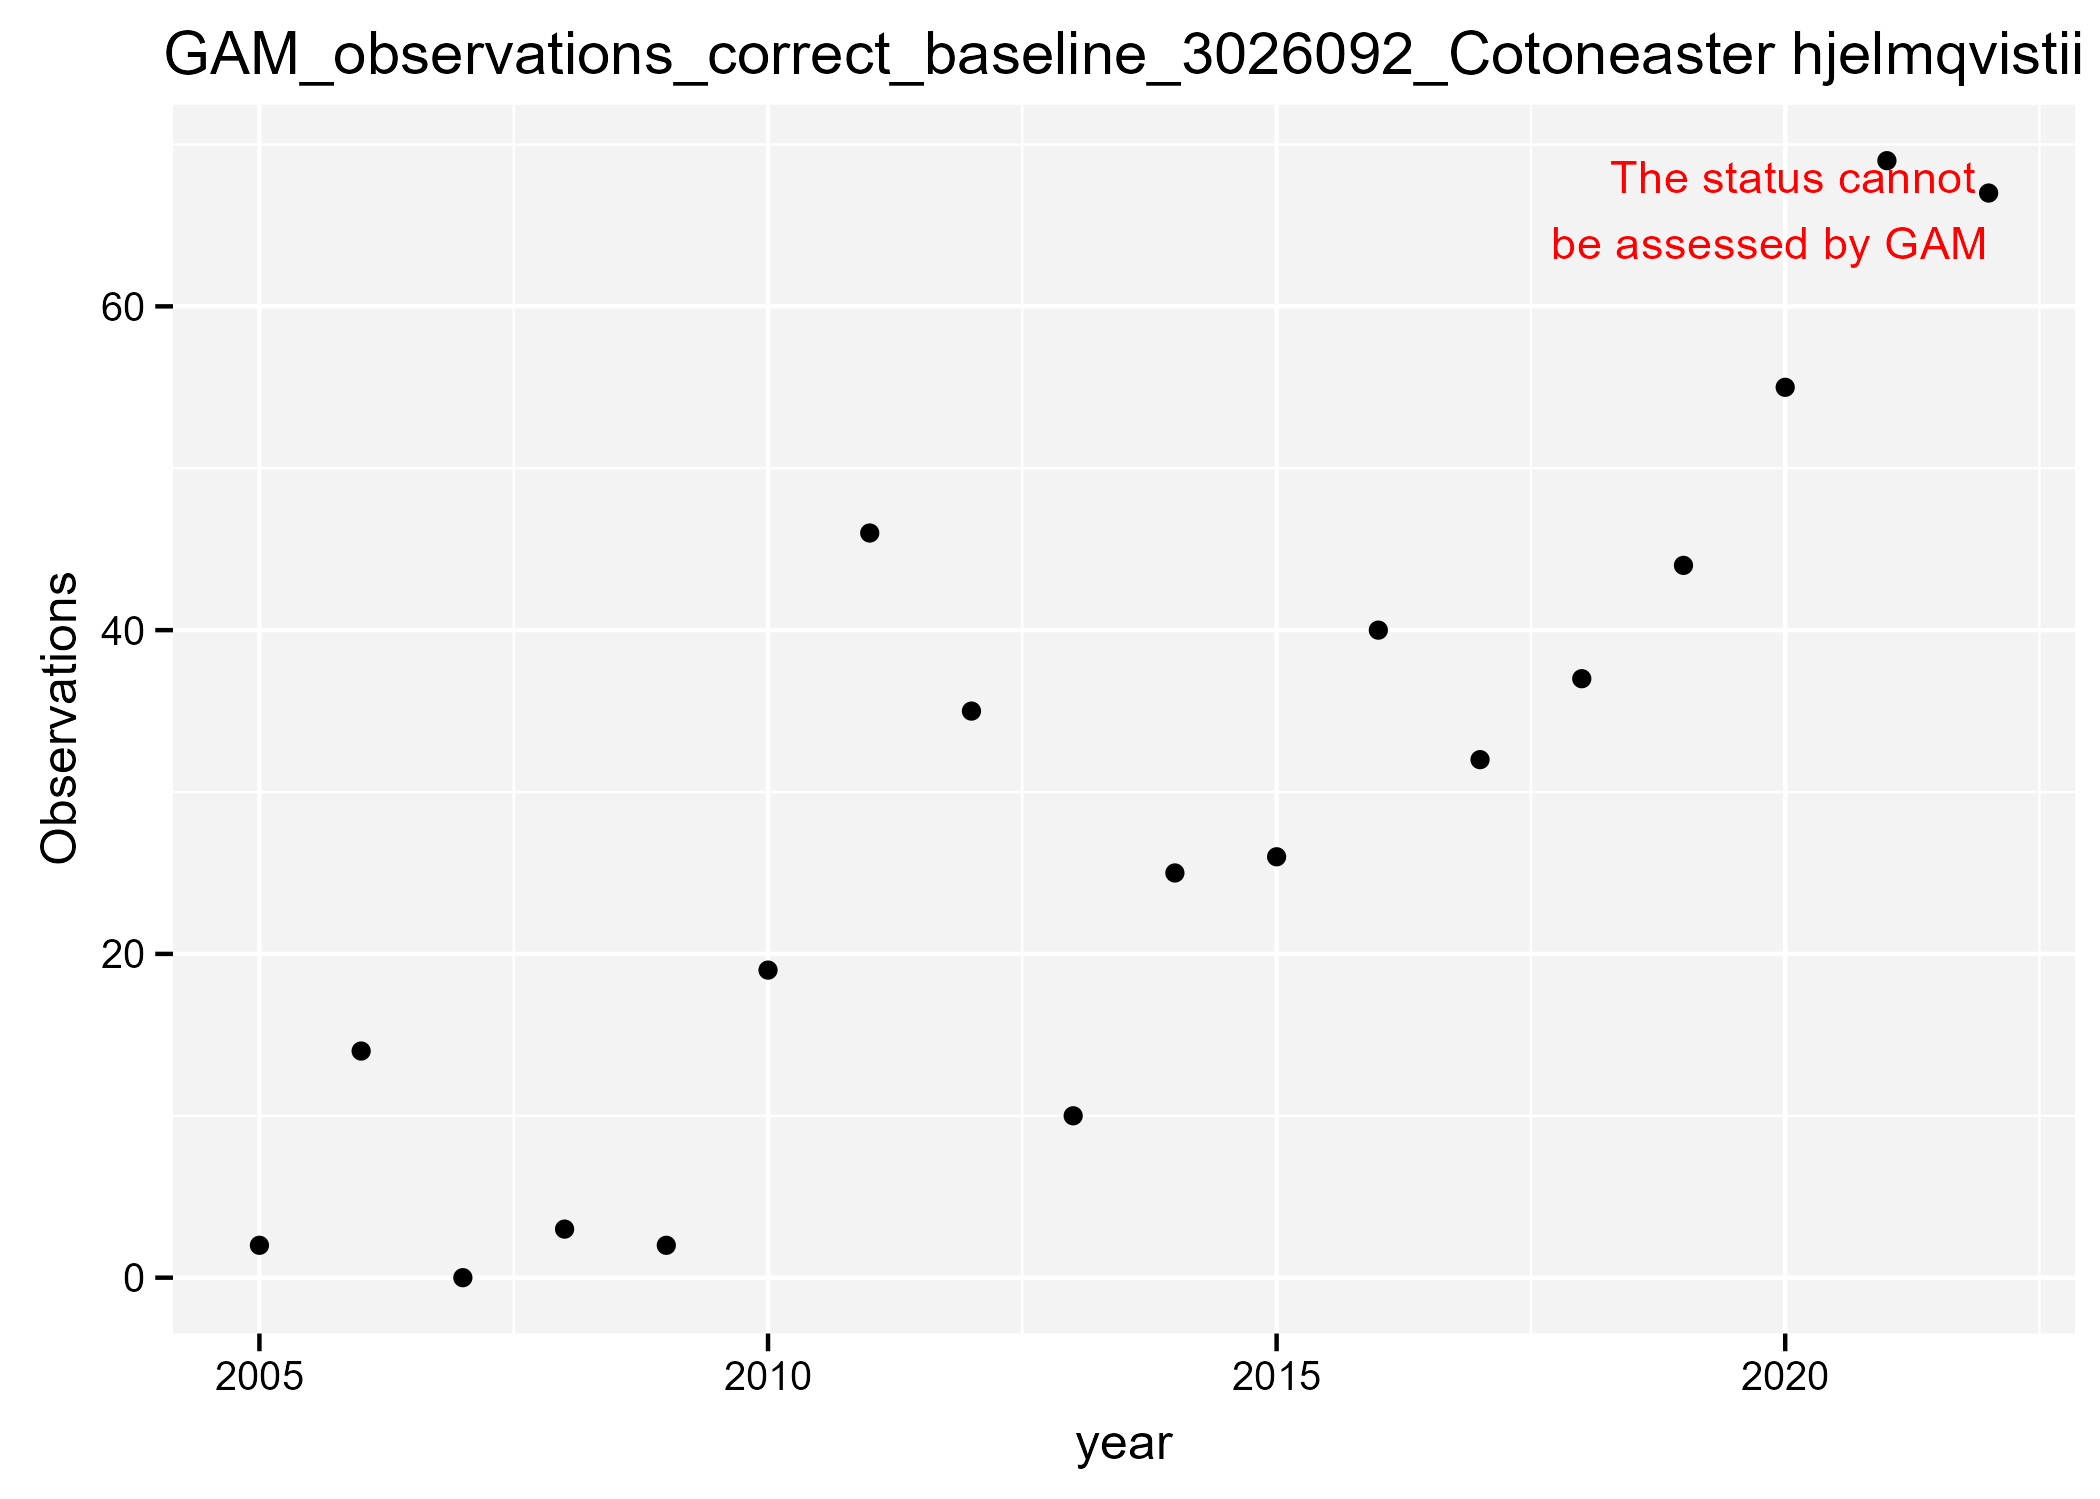 GAM_observations_correct_baseline_3026092_Cotoneaster hjelmqvistii
The status cannot
be assessed by GAM
60
40
20
0
Observations
2005 2010 2015 2020
year